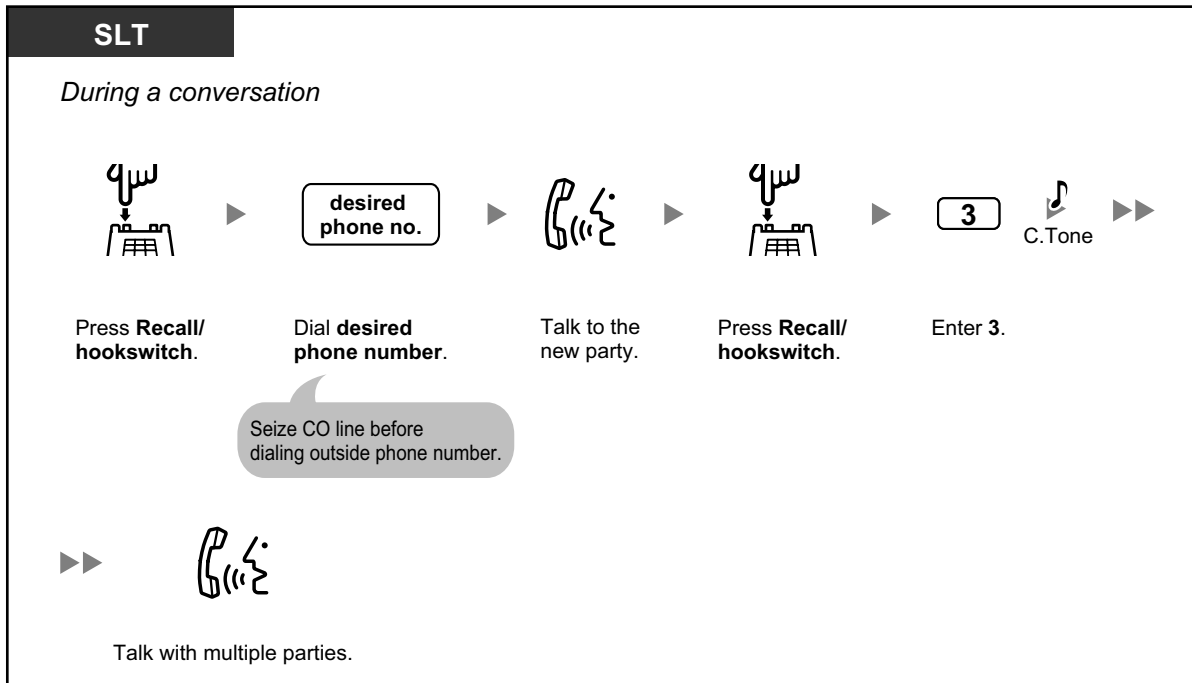 SLT
During a conversation
desired
phone no.
3
C.Tone
Press Recall/
hookswitch.
Dial desired
phone number.
Talk to the
new party.
Press Recall/
hookswitch.
Enter 3.
Seize CO line before
dialing outside phone number.
Talk with multiple parties.